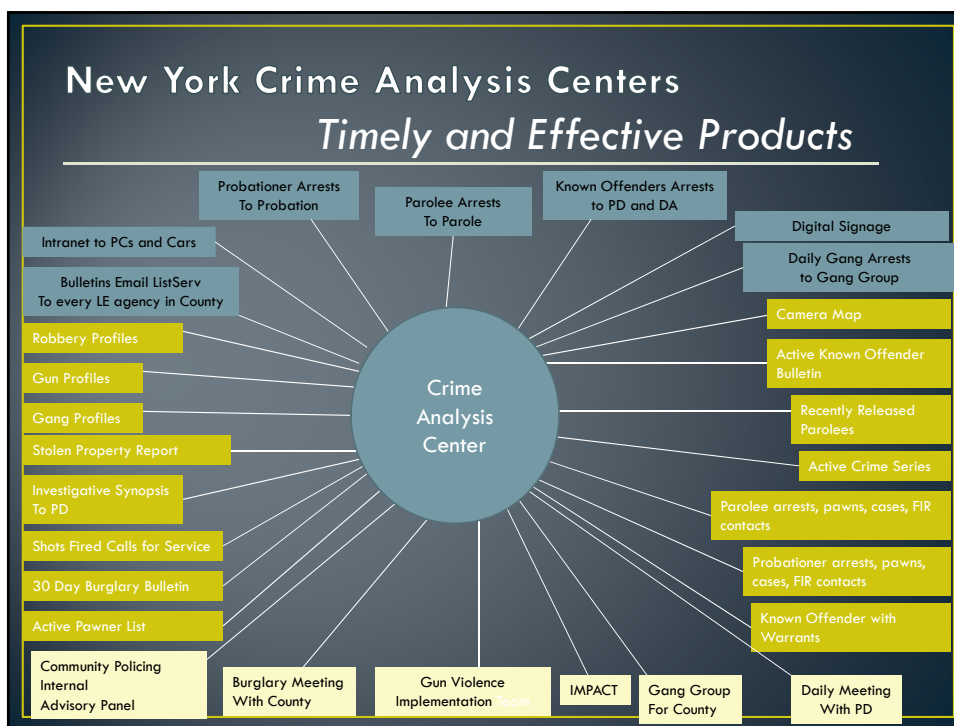 New York Crime Analysis Centers
Timely and Effective Products
Probationer Arrests
To Probation
Parolee Arrests
To Parole
Known Offenders Arrests
to PD and DA
Intranet to PCs and Cars
Digital Signage
Bulletins Email ListServ
To every LE agency in County
Daily Gang Arrests
to Gang Group
Robbery Profiles
Camera Map
Gun Profiles
Active Known Offender
Bulletin
Gang Profiles
Recently Released
Parolees
Crime
Analysis
Center
Stolen Property Report
Active Crime Series
Investigative Synopsis
To PD
Parolee arrests, pawns, cases, FIR
contacts
Shots Fired Calls for Service
Probationer arrests, pawns,
cases, FIR contacts
30 Day Burglary Bulletin
Active Pawner List
Known Offender with
Warrants
Community Policing
Internal
Advisory Panel
Burglary Meeting
With County
Gun Violence
Implementation Team
IMPACT
Gang Group
For County
Daily Meeting
With PD